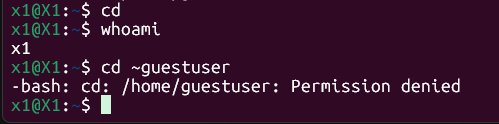 x1@X1:~$ cd
x1@X1:~$ whoami
x1
x1@X1:~$ cd ~guestuser
-bash: cd: /home/guestuser: Permission denied
x1@X1:~$